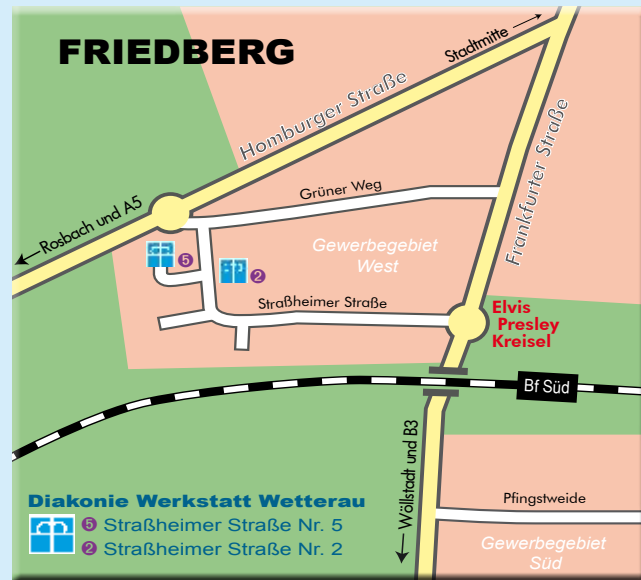 FRIEDBERG
Stadtmitte
Homburger Straße
Frankfurter Straße
Grüner Weg
Rosbach und A5
5
Gewerbegebiet
West
2
Straßheimer Straße
Elvis
Presley
Kreisel
Bf Süd
Wöllstadt und B3
Diakonie Werkstatt Wetterau
5 Straßheimer Straße Nr. 5
2 Straßheimer Straße Nr. 2
Pfingstweide
Gewerbegebiet
Süd